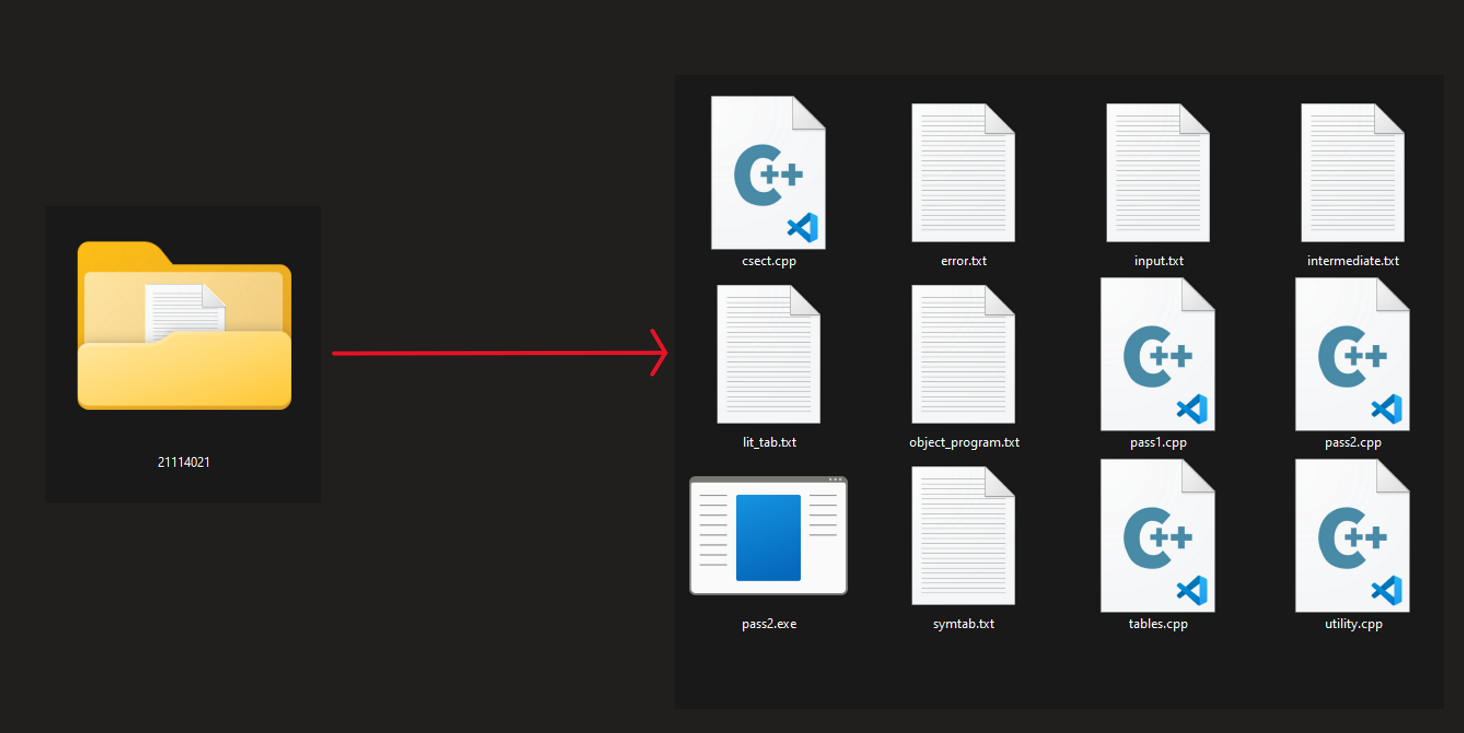 21114021
C++
csect.cpp
error.txt
input.txt
intermediate.txt
lit_tab.txt
object_program.txt
C++
pass1.cpp
C++
pass2.cpp
pass2.exe
symtab.txt
C++
tables.cpp
C++
utility.cpp